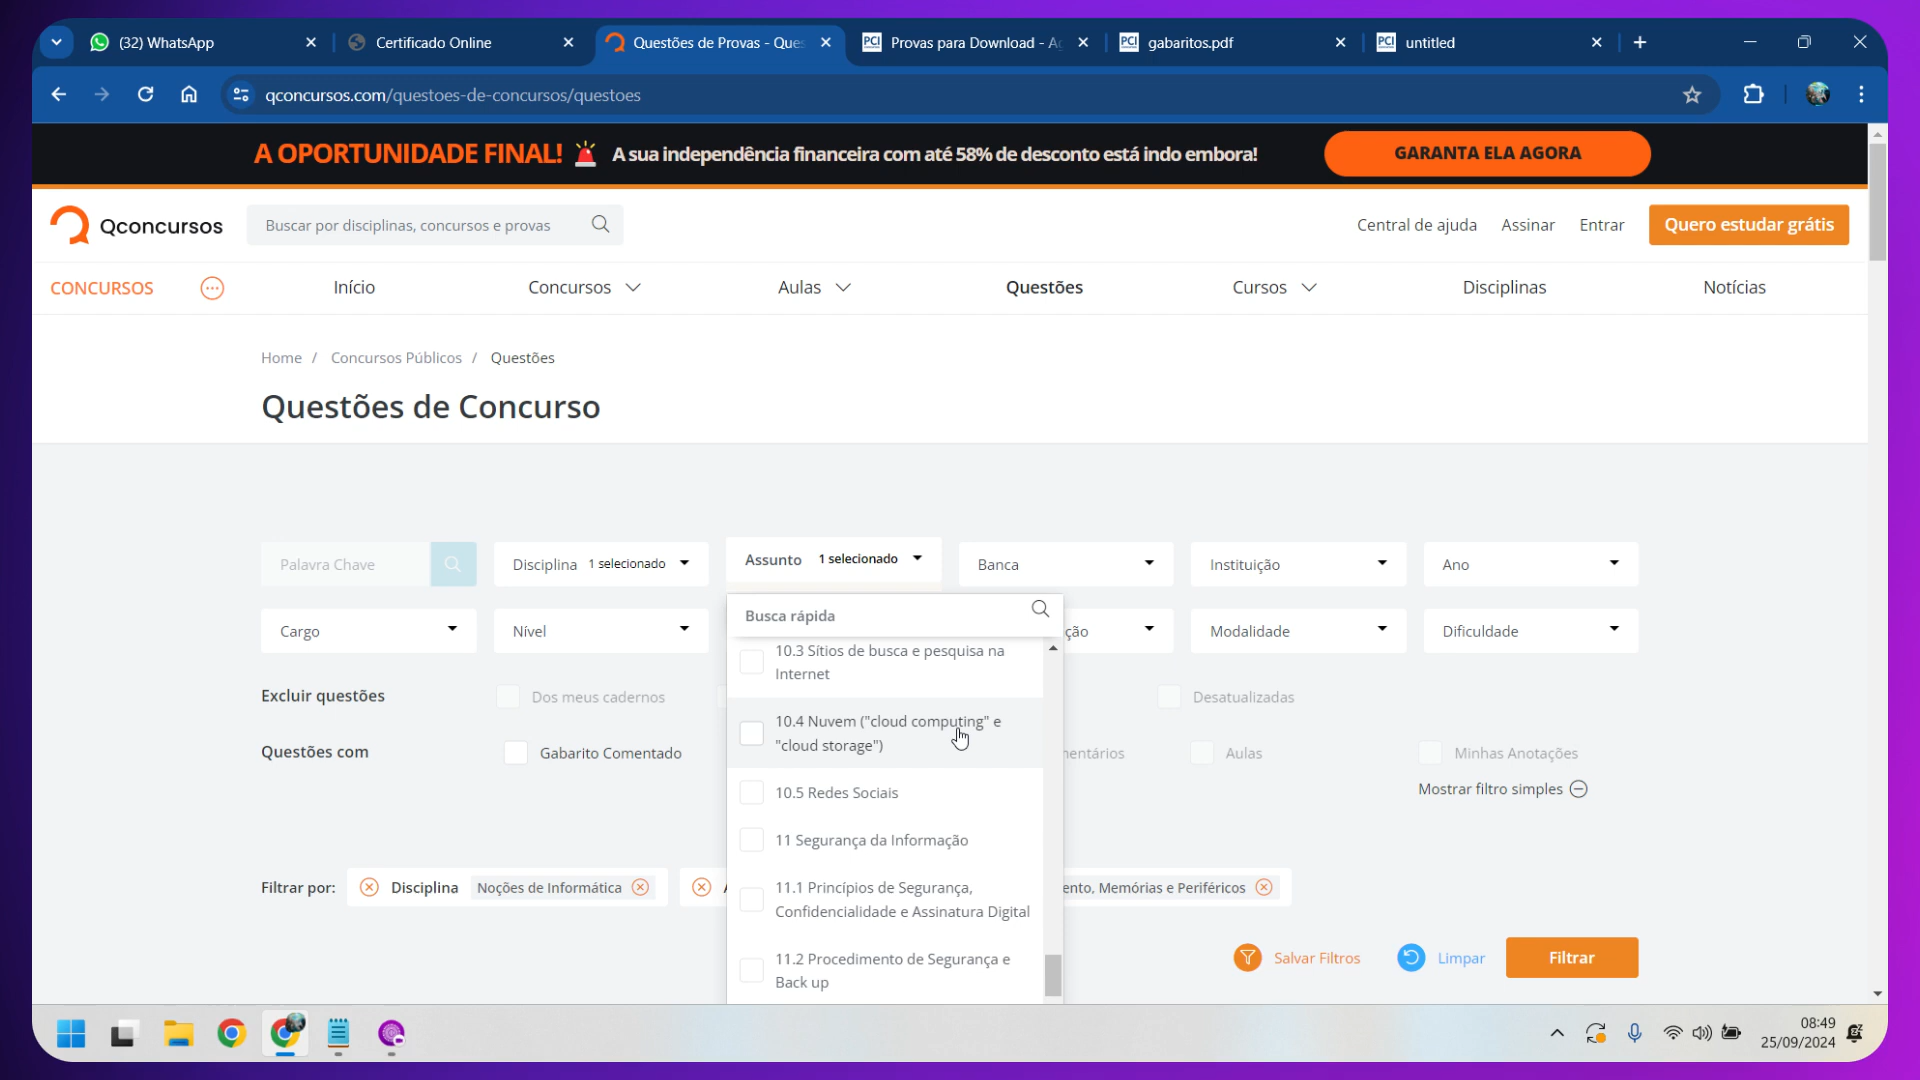 (32) WhatsApp
Certificado Online
Questões de Provas - Ques
PCI Provas para Download - A
PCI gabaritos.pdf
PCI untitled
qconcursos.com/questoes-de-concursos/questoes
A OPORTUNIDADE FINAL! A sua independência financeira com até 58% de desconto está indo embora!
GARANTA ELA AGORA
Qconcursos
Buscar por disciplinas, concursos e provas
Central de ajuda
Assinar
Entrar
Quero estudar grátis
CONCURSOS
Início
Concursos
Aulas
Questões
Cursos
Disciplinas
Notícias
Home / Concursos Públicos / Questões
Questões de Concurso
Palavra Chave
Disciplina 1 selecionado
Assunto 1 selecionado
Banca
Instituição
Ano
Cargo
Nível
ção
Modalidade
Dificuldade
Busca rápida
10.3 Sítios de busca e pesquisa na
Internet
10.4 Nuvem ("cloud computing" e
"cloud storage")
10.5 Redes Sociais
11 Segurança da Informação
11.1 Princípios de Segurança,
Confidencialidade e Assinatura Digital
11.2 Procedimento de Segurança e
Back up
Excluir questões
Dos meus cadernos
Desatualizadas
Questões com
Gabarito Comentado
entários
Aulas
Minhas Anotações
Mostrar filtro simples
Filtrar por:
Disciplina Noções de Informática
ento, Memórias e Periféricos
Salvar Filtros
Limpar
Filtrar
08:49
25/09/2024